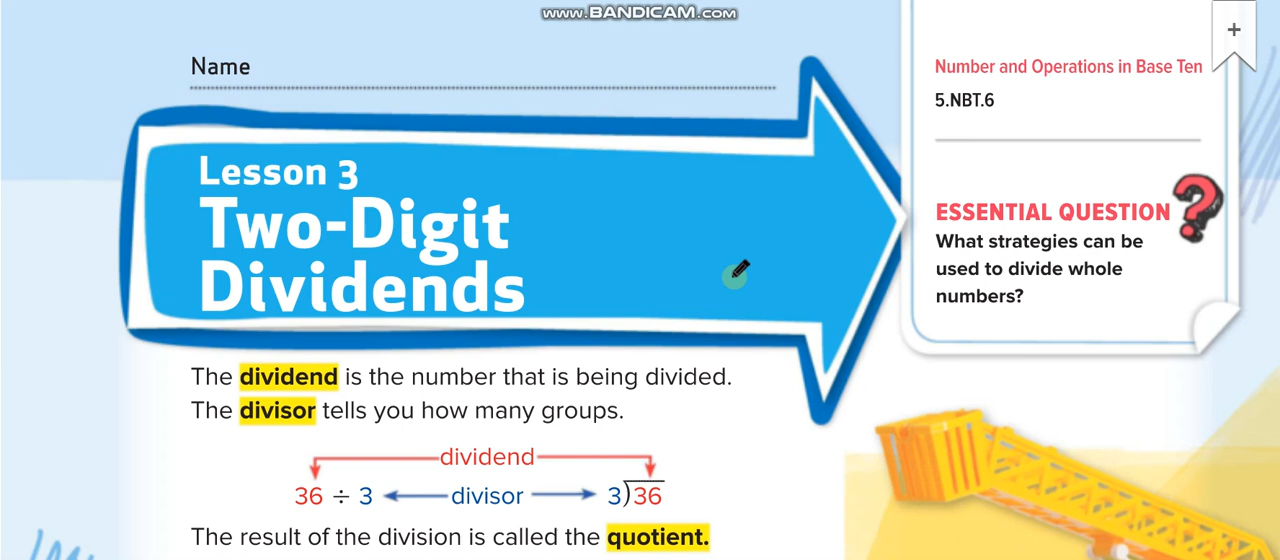 www.BANDICAM.com
Name
Number and Operations in Base Ten
5.NBT.6
Lesson 3
Two-Digit
Dividends
ESSENTIAL QUESTION
What strategies can be
used to divide whole
numbers?
The dividend is the number that is being divided.
The divisor tells you how many groups.
dividend
36 ÷ 3 divisor 3)36
The result of the division is called the quotient.